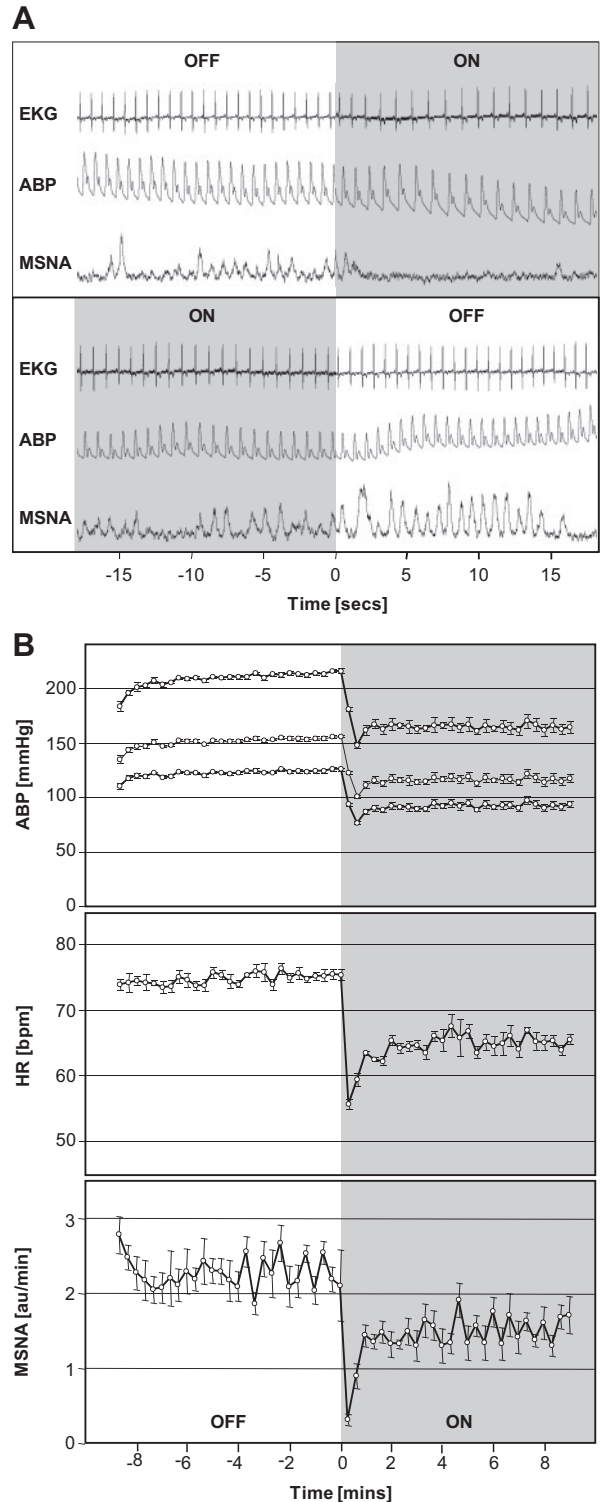 A
OFF ON
EKG
ABP
MSNA
ON OFF
EKG
ABP
MSNA
-15 -10 -5 0 5 10 15
Time [secs]
B
ABP [mmHg]
200
150
100
50
0
HR [bpm]
80
70
60
50
MSNA [au/min]
3
2
1
0
OFF ON
-8 -6 -4 -2 0 2 4 6 8
Time [mins]